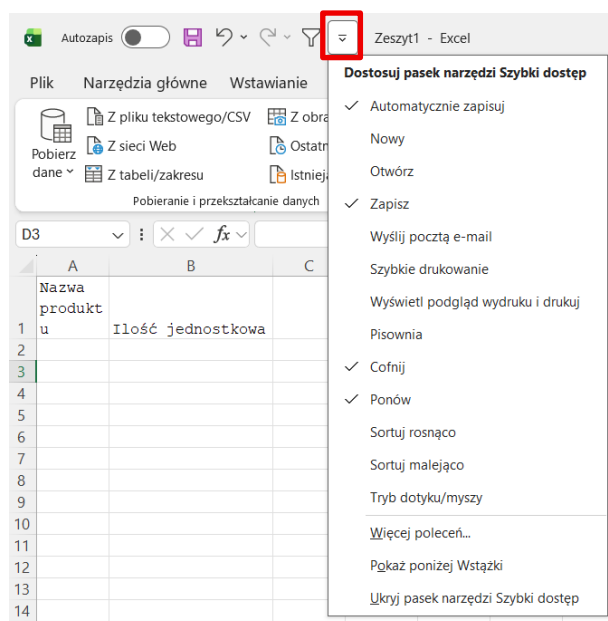 Autozapis
Zeszyt1 - Excel
Plik Narzędzia główne Wstawianie
Pobierz dane
Z pliku tekstowego/CSV
Z sieci Web
Z tabeli/zakresu
Z obra
Ostatn
Istnieją
Pobieranie i przekształcanie danych
D3
fx
A B C
1 Nazwa
produkt
u
Ilość jednostkowa
2
3
4
5
6
7
8
9
10
11
12
13
14
Dostosuj pasek narzędzi Szybki dostęp
Automatycznie zapisuj
Nowy
Otwórz
Zapisz
Wyślij pocztą e-mail
Szybkie drukowanie
Wyświetl podgląd wydruku i drukuj
Pisownia
Cofnij
Ponów
Sortuj rosnąco
Sortuj malejąco
Tryb dotyku/myszy
Więcej poleceń...
Pokaż poniżej Wstążki
Ukryj pasek narzędzi Szybki dostęp